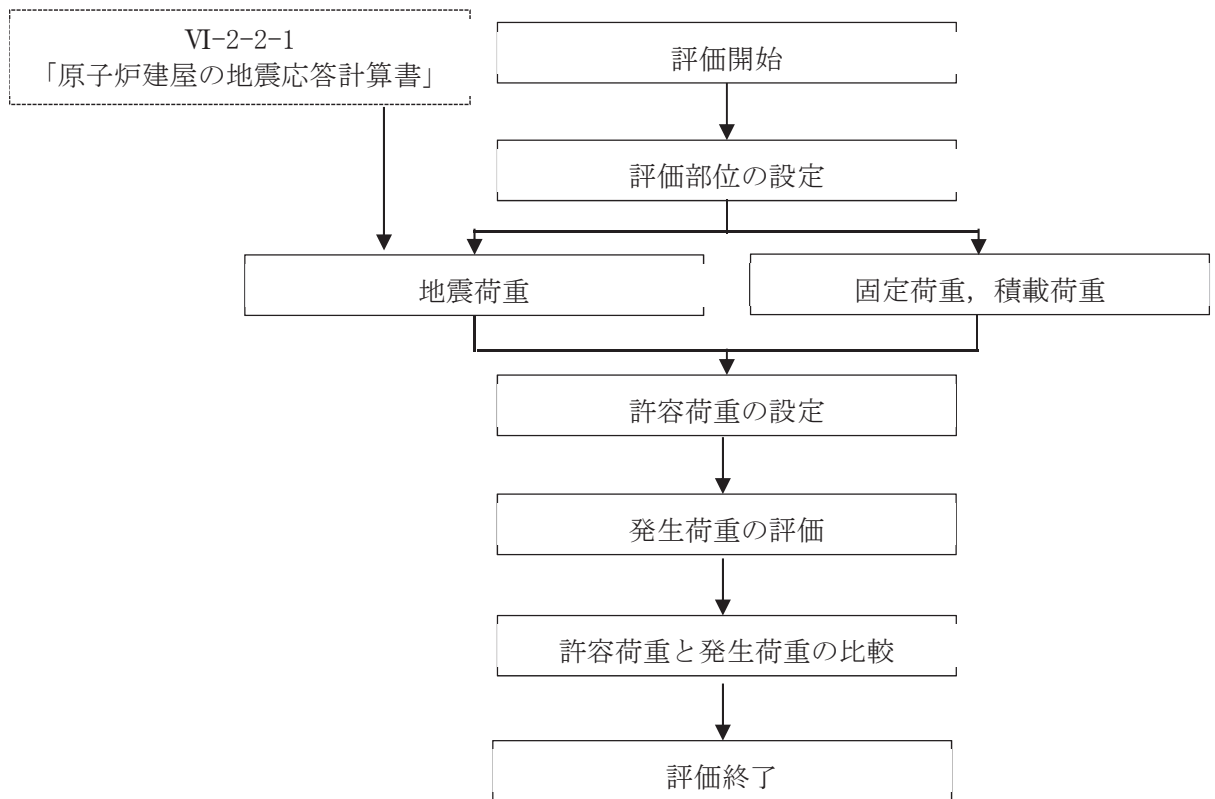 Ⅵ-2-2-1
「原子炉建屋の地震応答計算書」
評価開始
評価部位の設定
地震荷重
固定荷重，積載荷重
許容荷重の設定
発生荷重の評価
許容荷重と発生荷重の比較
評価終了